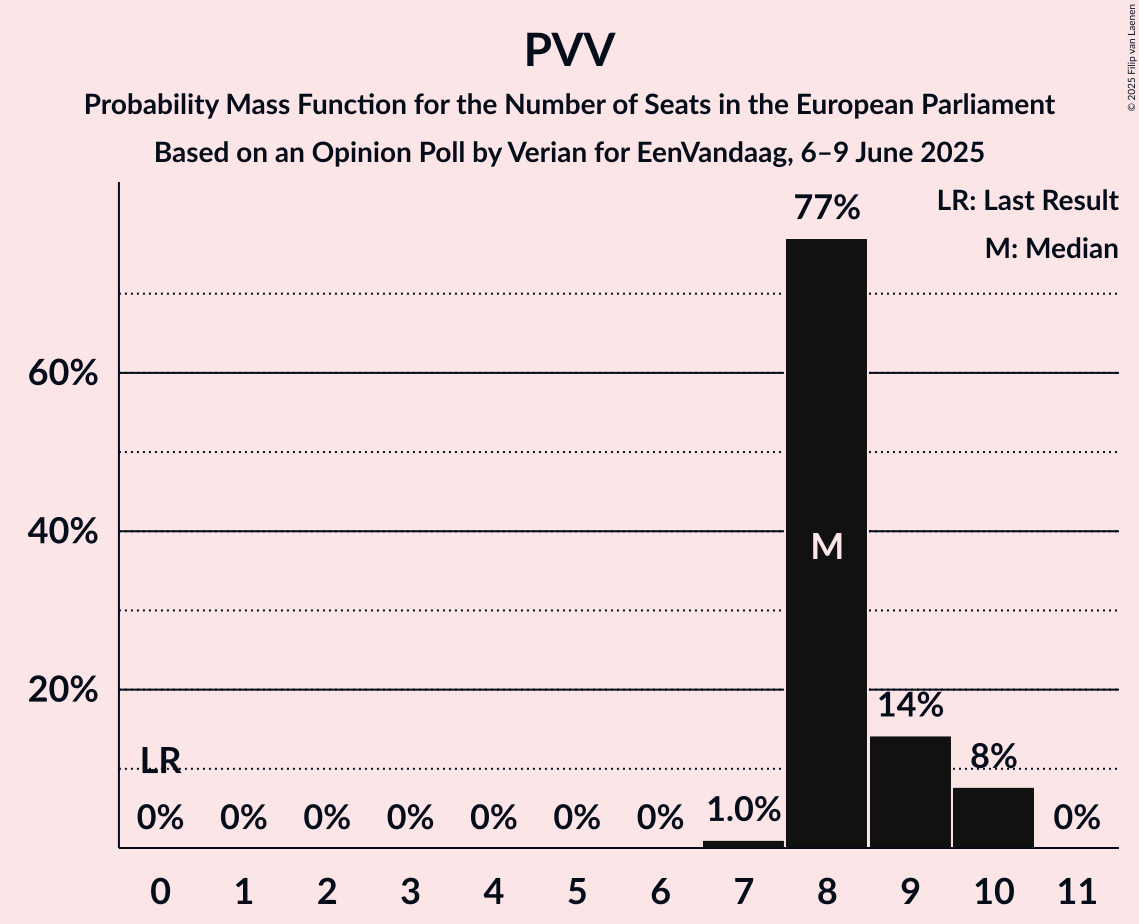 PVV
Probability Mass Function for the Number of Seats in the European Parliament
Based on an Opinion Poll by Verian for EenVandaag, 6–9 June 2025
© 2025 Filip van Laenen
LR: Last Result
M: Median
77%
60%
40%
M
20%
14%
LR
8%
0% 0% 0% 0% 0% 0% 0% 1.0% 0%
0 1 2 3 4 5 6 7 8 9 10 11